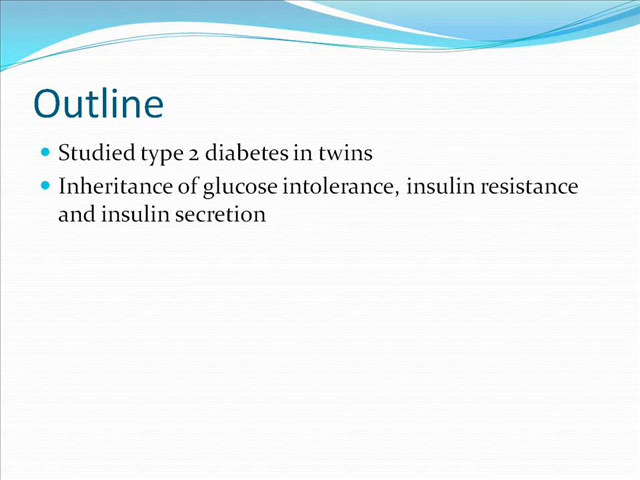 Outline
Studied type 2 diabetes in twins
Inheritance of glucose intolerance, insulin resistance
and insulin secretion